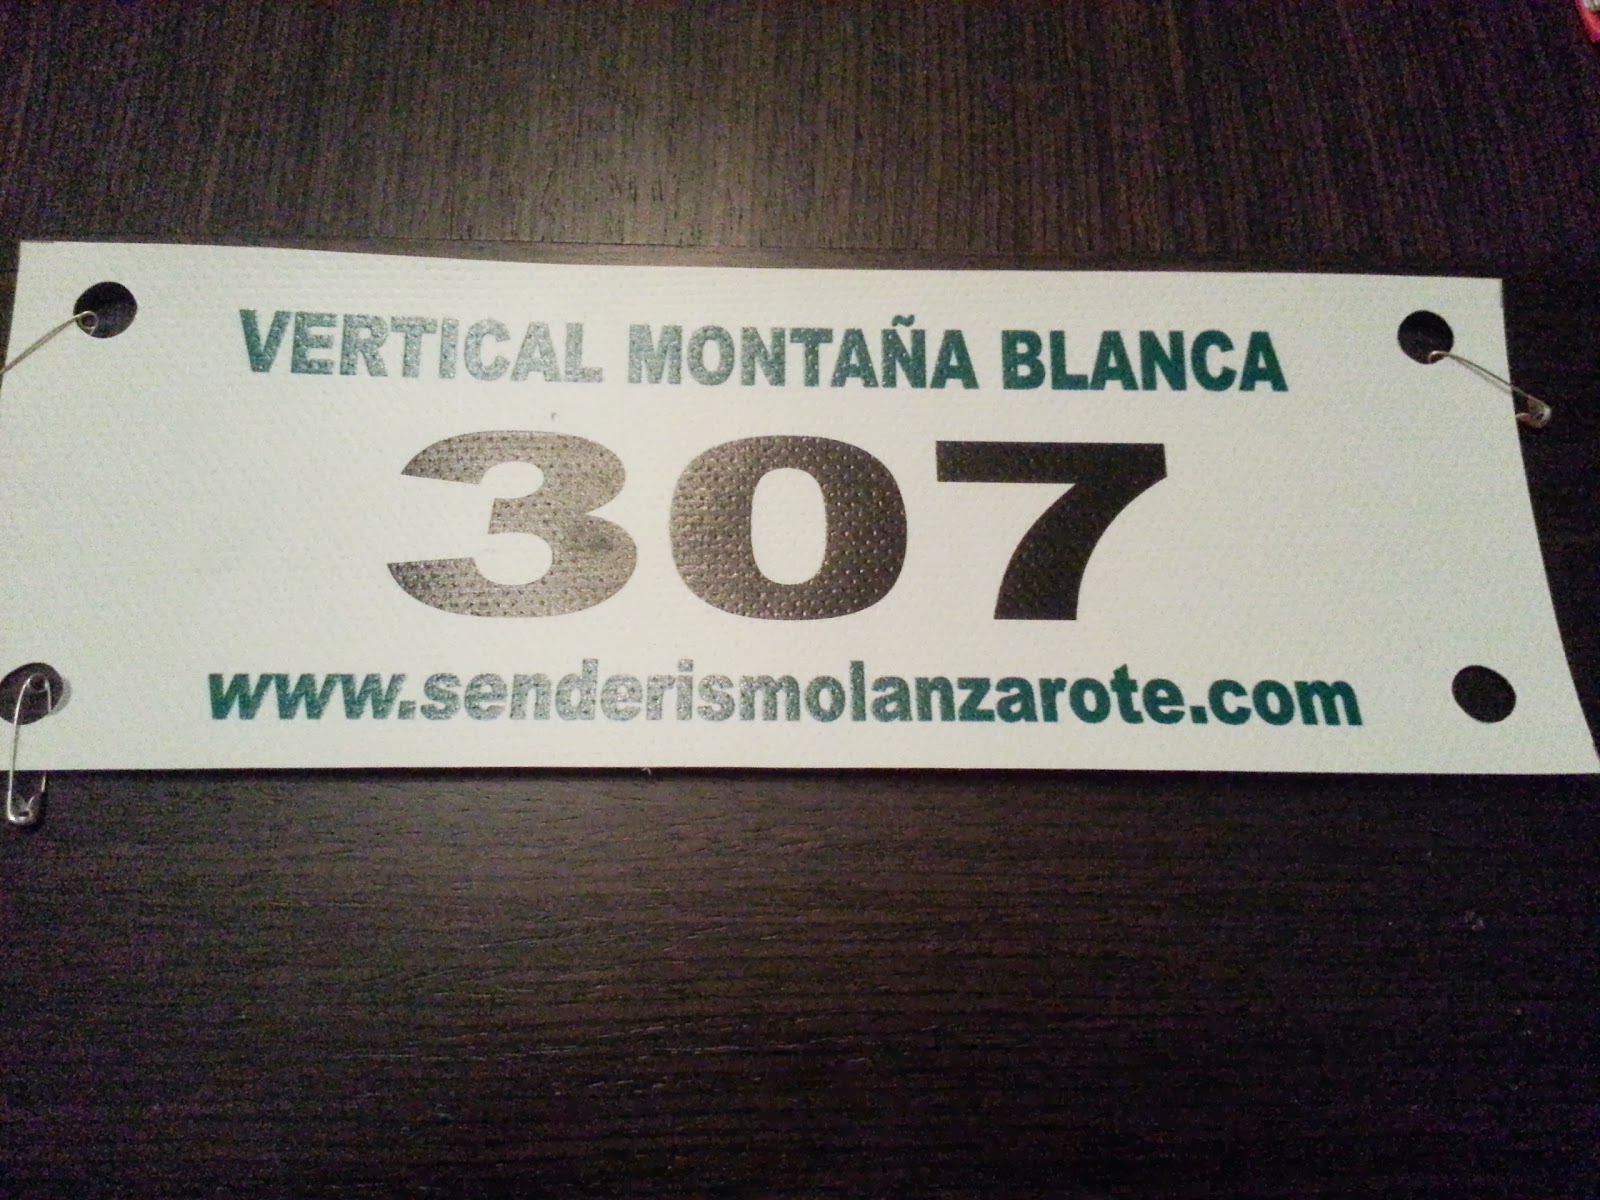 VERTICAL MONTAÑA BLANCA
307
www.senderismolanzarote.com